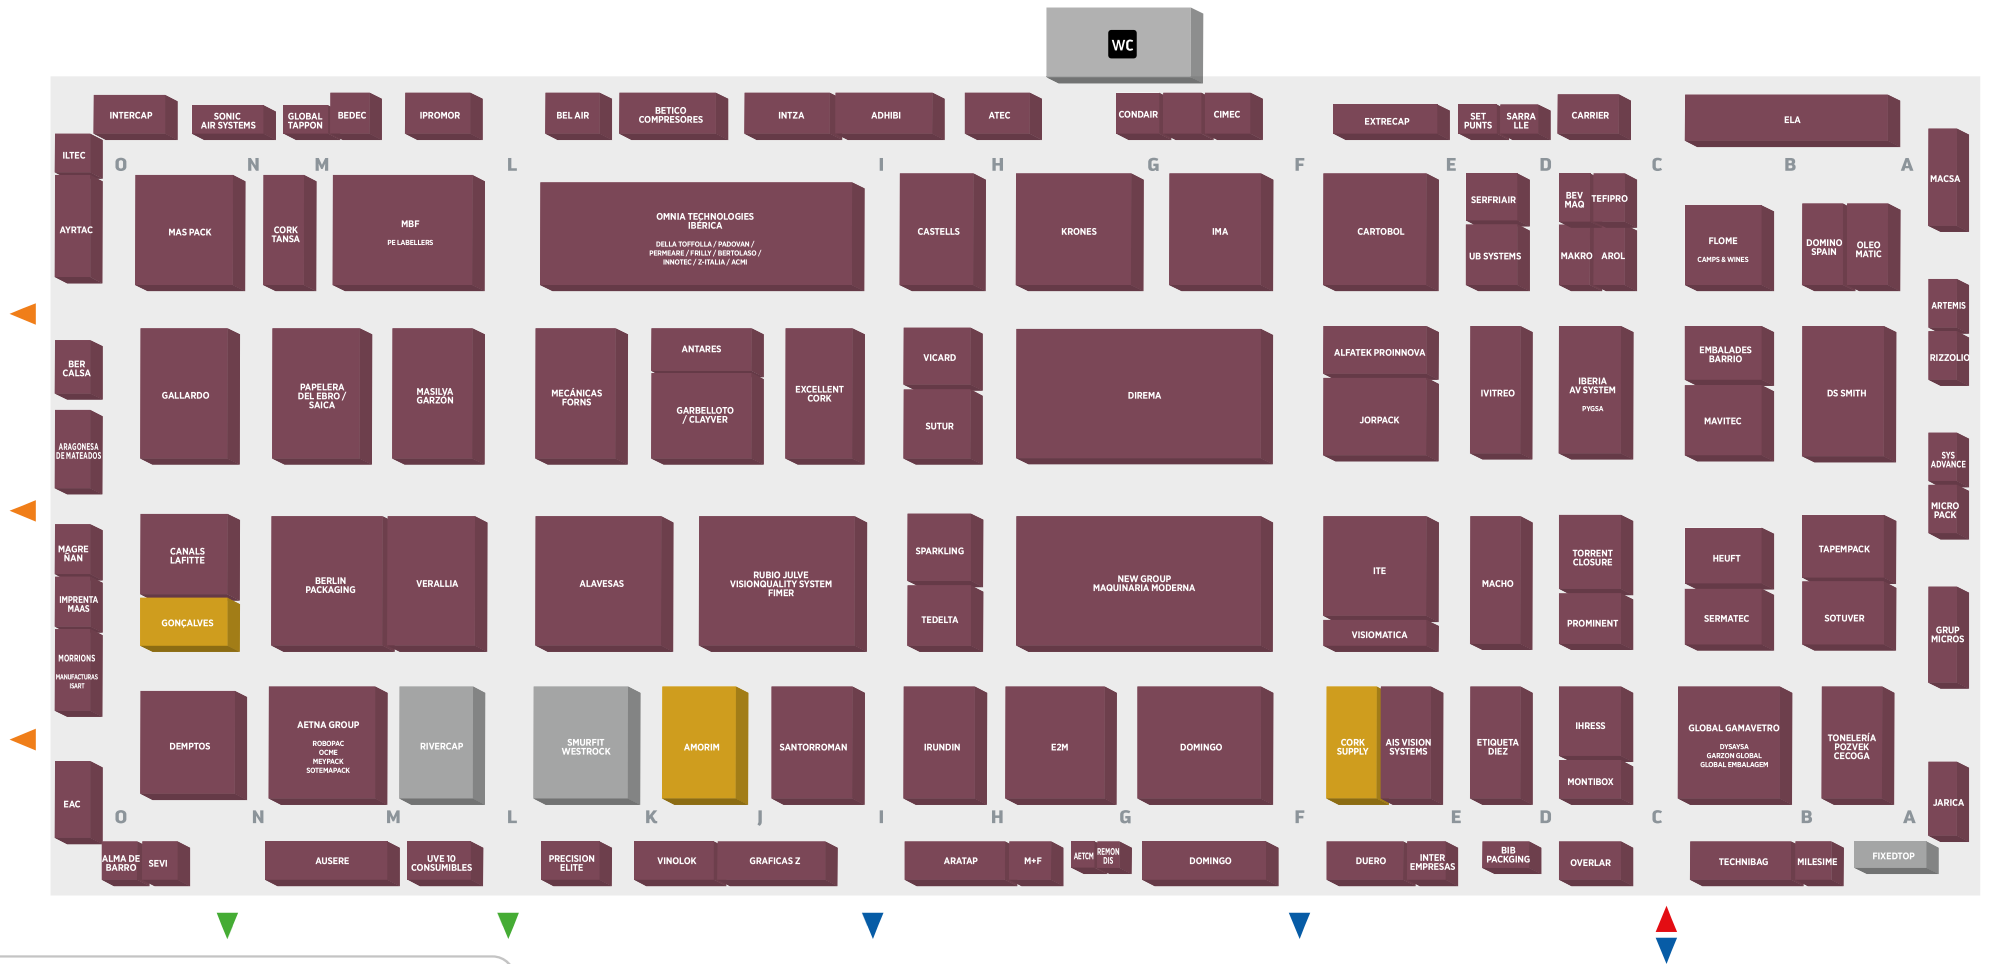 WC
INTERCAP
SONIC
AIR SYSTEMS
GLOBAL
TAPPON
BEDEC
IPROMOR
BEL AIR
BETICO
COMPRESORES
INTZA
ADHIBI
ATEC
CONDAIR
CIMEC
EXTRECAP
SET
PUNTS
SARRA
LLE
CARRIER
ELA
ILTEC
O
N
M
L
I
H
G
F
E
D
C
B
A
MACSA
AYRTAC
MAS PACK
CORK
TANSA
MBF
PE LABELLERS
OMNIA TECHNOLOGIES
IBÉRICA
DELLA TOFFOLLA / PADOVAN /
PERMEARE / FRILLY / BERTOLASO /
INNOTEC / Z-ITALIA / ACMI
CASTELLS
KRONES
IMA
CARTOBOL
SERFRIAIR
UB SYSTEMS
BEV
MAQ
TEFIPRO
MAKRO
AROL
FLOME
CAMPS & WINES
DOMINO
SPAIN
OLEO
MATIC
ARTEMIS
RIZZOLIO
BER
CALSA
GALLARDO
PAPELERA
DEL EBRO /
SAICA
MASILVA
GARZÓN
MECÁNICAS
FORNS
ANTARES
GARBELLOTO
/ CLAYVER
EXCELLENT
CORK
VICARD
SUTUR
DIREMA
ALFATEK PROINNOVA
JORPACK
IVITREO
IBERIA
AV SYSTEM
PYGSA
EMBALADES
BARRIO
MAVITEC
DS SMITH
ARAGONESA
DE MATEADOS
SYS
ADVANCE
MICRO
PACK
MAGRE
ÑAN
IMPRENTA
MAAS
MORRIONS
MANUFACTURAS
ISART
CANALS
LAFITTE
GONÇALVES
BERLIN
PACKAGING
VERALLIA
ALAVESAS
RUBIO JULVE
VISIONQUALITY SYSTEM
FIMER
SPARKLING
TEDELTA
NEW GROUP
MAQUINARIA MODERNA
ITE
VISIOMATICA
MACHO
TORRENT
CLOSURE
PROMINENT
HEUFT
SERMATEC
TAPEMPACK
SOTUVER
GRUP
MICROS
DEMPTOS
AETNA GROUP
ROBOPAC
OCME
MEYPACK
SOTEMAPACK
RIVERCAP
SMURFIT
WESTROCK
AMORIM
SANTORROMAN
IRUNDIN
E2M
DOMINGO
CORK
SUPPLY
AIS VISION
SYSTEMS
ETIQUETA
DIEZ
IHRESS
MONTIBOX
GLOBAL GAMAVETRO
DYSAYSA
GARZON GLOBAL
GLOBAL EMBALAGEM
TONELERÍA
POZVEK
CECOGA
EAC
JARICA
O
N
M
L
K
J
I
H
G
F
E
D
C
B
A
ALMA DE
BARRO
SEVI
AUSERE
UVE 10
CONSUMIBLES
PRECISION
ELITE
VINOLOK
GRAFICAS Z
ARATAP
M+F
AETCM
REMON
DIS
DOMINGO
DUERO
INTER
EMPRESAS
BIB
PACKGING
OVERLAR
TECHNIBAG
MILESIME
FIXEDTOP